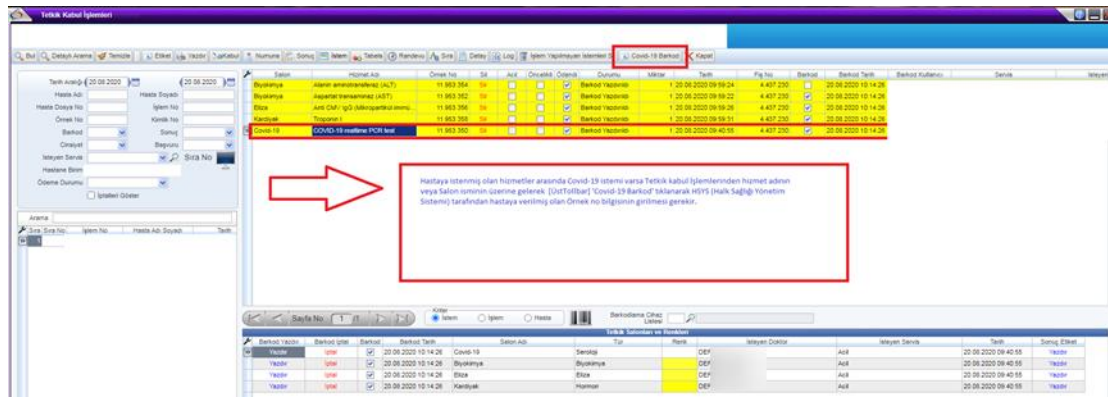 Tetkik Kabul İşlemleri
Bul Detaylı Arama Temizle Etiket Yazdır Kabul Numune Sonuç İstem Tabela Randevu Sıra Detay Log İşlem Yapılmayan İstemleri S Covid-19 Barkod Kapat
Tarih Aralığı 20.08.2020 20.08.2020
Hasta Adı Hasta Soyadı
Hasta Dosya No İşlem No
Örnek No Kimlik No
Barkod Sonuç
Cinsiyet Başvuru
İsteyen Servis Sıra No
Hastane Birim
Ödeme Durumu
İptalleri Göster
Arama
Sıra Sıra No İşlem No Hasta Adı Soyadı Tarih
1
Salon Hizmet Adı Örnek No Sil Acil Öncelikli Ödendi Durumu Miktar Tarih Fiş No Barkod Barkod Tarih Barkod Kullanıcı Servis İsteyen
Biyokimya Alanin aminotransferaz (ALT) 11.953.354 Sil Barkod Yazdırıldı 1 20.08.2020 09:59:24 4.407.230 20.08.2020 10:14:26
Biyokimya Aspartat transaminaz (AST) 11.953.352 Sil Barkod Yazdırıldı 1 20.08.2020 09:59:22 4.407.230 20.08.2020 10:14:26
Eliza Anti CMV IgG (Mikropartikül immü... 11.953.356 Sil Barkod Yazdırıldı 1 20.08.2020 09:59:26 4.407.230 20.08.2020 10:14:26
Kardiyak Troponin I 11.953.358 Sil Barkod Yazdırıldı 1 20.08.2020 09:59:31 4.407.230 20.08.2020 10:14:26
Covid-19 COVID-19 realtime PCR test 11.953.350 Sil Barkod Yazdırıldı 1 20.08.2020 09:40:55 4.407.230 20.08.2020 10:14:26
Hastaya istenmiş olan hizmetler arasında Covid-19 istemi varsa Tetkik kabul İşlemlerinden hizmet adının
veya Salon isminin üzerine gelerek [ÜstTollbar] 'Covid-19 Barkod' tıklanarak HSYS (Halk Sağlığı Yönetim
Sistemi) tarafından hastaya verilmiş olan Örnek no bilgisinin girilmesi gerekir.
Sayfa No: 1 /1
Kriter
İstem İşlem Hasta
Barkodlama Cihaz
Listesi
Tetkik Salonları ve Renkleri
Barkod Yazdır Barkod İptal Barkod Barkod Tarih Salon Adı Tür Renk İsteyen Doktor İsteyen Servis Tarih Sonuç Etiket
Yazdır İptal 20.08.2020 10:14:26 Covid-19 Seroloji DEF Acil 20.08.2020 09:40:55 Yazdır
Yazdır İptal 20.08.2020 10:14:26 Biyokimya Biyokimya DEF Acil 20.08.2020 09:40:55 Yazdır
Yazdır İptal 20.08.2020 10:14:26 Eliza Eliza DEF Acil 20.08.2020 09:40:55 Yazdır
Yazdır İptal 20.08.2020 10:14:26 Kardiyak Hormon DEF Acil 20.08.2020 09:40:55 Yazdır